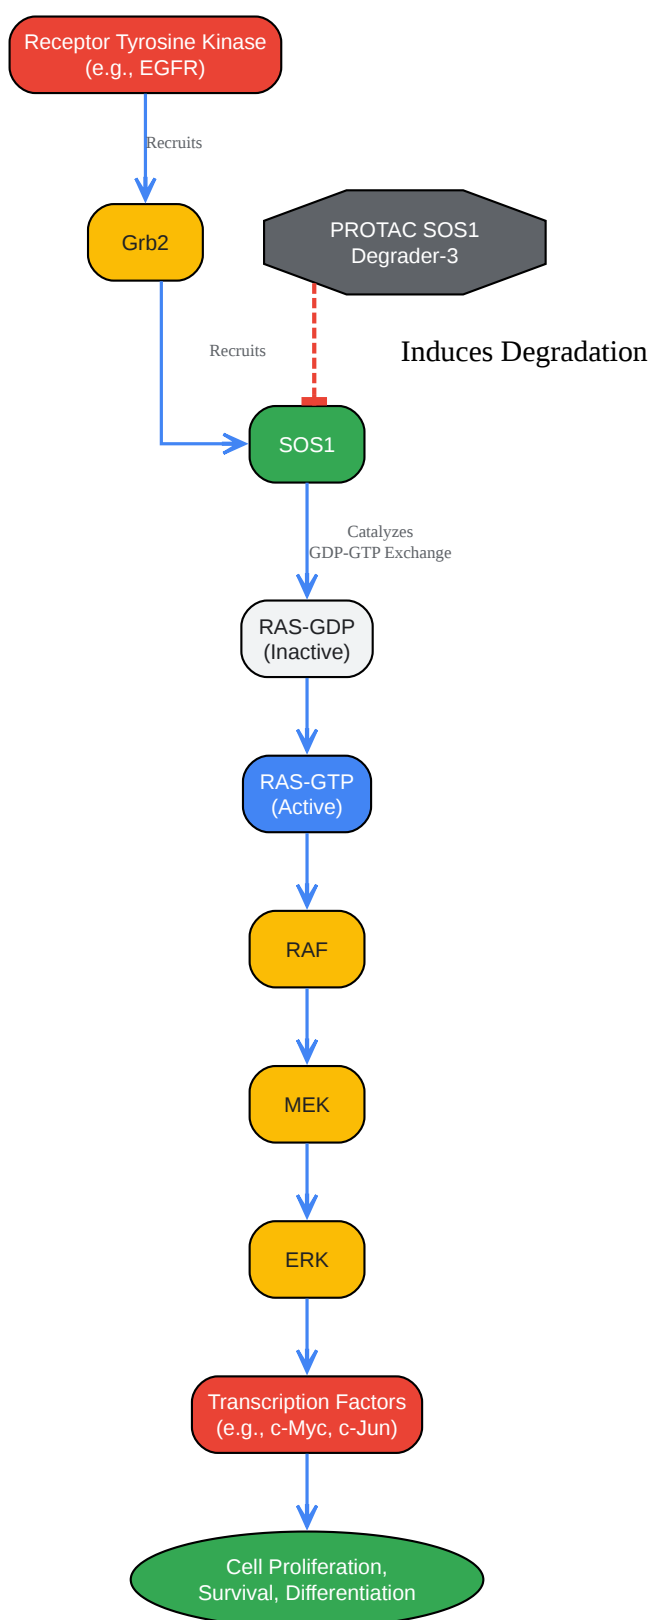 Receptor Tyrosine Kinase
(e.g., EGFR)
Recruits
Grb2
PROTAC SOS1
Degrader-3
Recruits
Induces Degradation
SOS1
Catalyzes
GDP-GTP Exchange
RAS-GDP
(Inactive)
RAS-GTP
(Active)
RAF
MEK
ERK
Transcription Factors
(e.g., c-Myc, c-Jun)
Cell Proliferation,
Survival, Differentiation